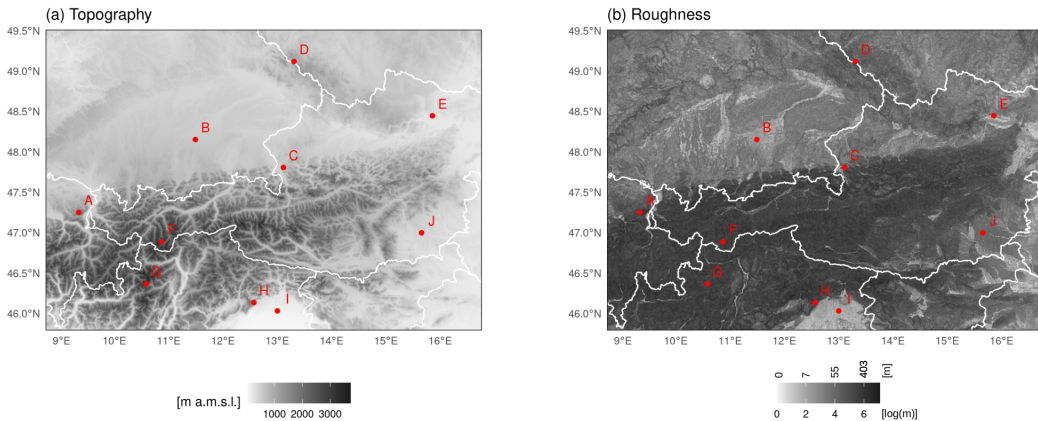 (a) Topography
(b) Roughness
49.5°N
49.0°N
48.5°N
48.0°N
47.5°N
47.0°N
46.5°N
46.0°N
D
E
B
C
A
F
J
G
H
I
9°E 10°E 11°E 12°E 13°E 14°E 15°E 16°E
[m a.m.s.l.]
1000 2000 3000
49.5°N
49.0°N
48.5°N
48.0°N
47.5°N
47.0°N
46.5°N
46.0°N
D
E
B
C
A
F
J
G
H
I
9°E 10°E 11°E 12°E 13°E 14°E 15°E 16°E
0 7 55 403 [m]
0 2 4 6 [log(m)]